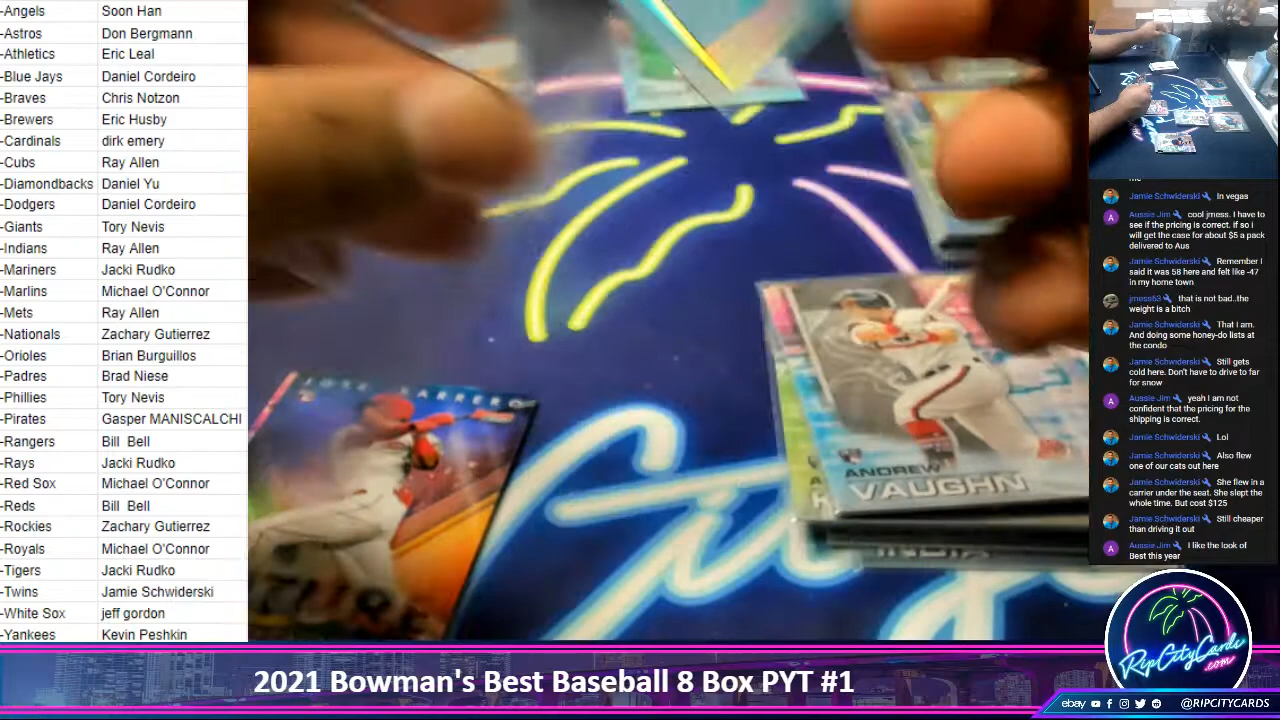 -Angels Soon Han
-Astros Don Bergmann
-Athletics Eric Leal
-Blue Jays Daniel Cordeiro
-Braves Chris Notzon
-Brewers Eric Husby
-Cardinals dirk emery
-Cubs Ray Allen
-Diamondbacks Daniel Yu
-Dodgers Daniel Cordeiro
-Giants Tory Nevis
-Indians Ray Allen
-Mariners Jacki Rudko
-Marlins Michael O'Connor
-Mets Ray Allen
-Nationals Zachary Gutierrez
-Orioles Brian Burguillos
-Padres Brad Niese
-Phillies Tory Nevis
-Pirates Gasper MANISCALCHI
-Rangers Bill Bell
-Rays Jacki Rudko
-Red Sox Michael O'Connor
-Reds Bill Bell
-Rockies Zachary Gutierrez
-Royals Michael O'Connor
-Tigers Jacki Rudko
-Twins Jamie Schwiderski
-White Sox jeff gordon
-Yankees Kevin Peshkin
JOSE
ANDREW
VAUGHN
INDIA
me
Jamie Schwiderski In vegas
A Aussie Jim cool jmess. I have to
see if the pricing is correct. if so i
will get the case for about $5 a pack
delivered to Aus
Jamie Schwiderski Remember I
said it was 58 here and felt like -47
in my home town
jmess63 that is not bad..the
weight is a bitch
Jamie Schwiderski That I am.
And doing some honey-do lists at
the condo
Jamie Schwiderski Still gets
cold here. Don't have to drive to far
for snow
A Aussie Jim yeah I am not
confident that the pricing for the
shipping is correct.
Jamie Schwiderski Lol
Jamie Schwiderski Also flew
one of our cats out here
Jamie Schwiderski She flew in a
carrier under the seat. She slept the
whole time. But cost $125
Jamie Schwiderski Still cheaper
than driving it out
A Aussie Jim I like the look of
Best this year
RipCityCards
.com
2021 Bowman's Best Baseball 8 Box PYT #1
ebay @RIPCITYCARDS